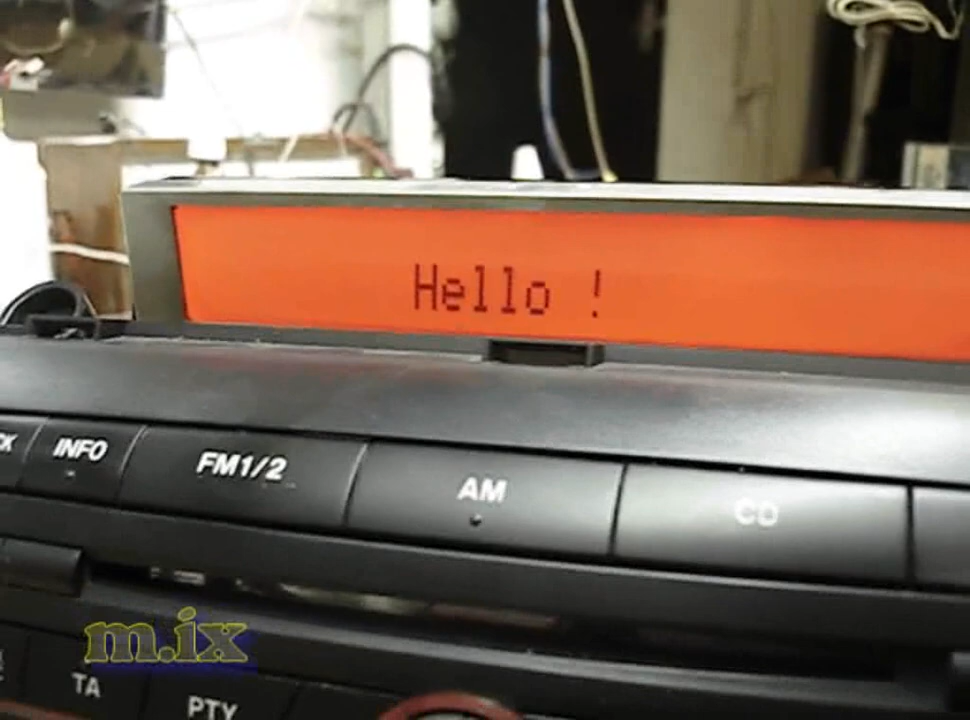 Hello !
INFO
FM1/2
AM
CD
m.ix
TA
PTY